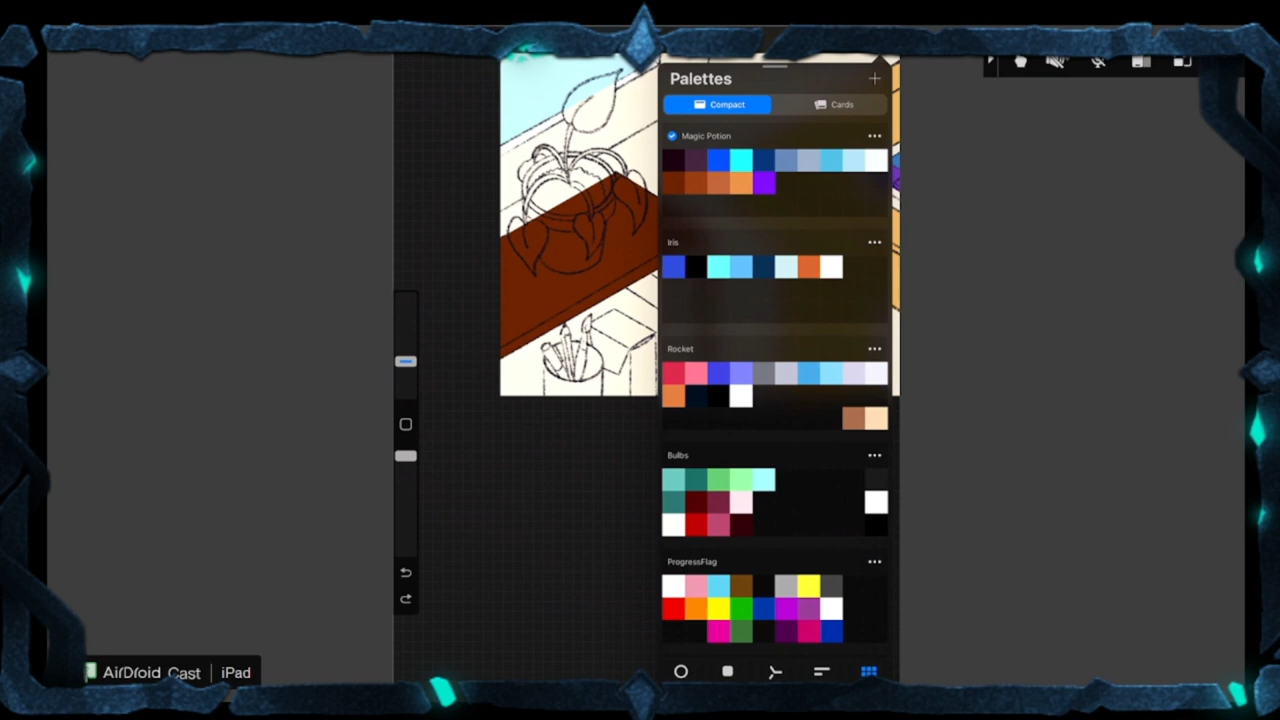 Palettes
Compact
Cards
Magic Potion
Iris
Rocket
Bulbs
ProgressFlag
AirDroid Cast | iPad